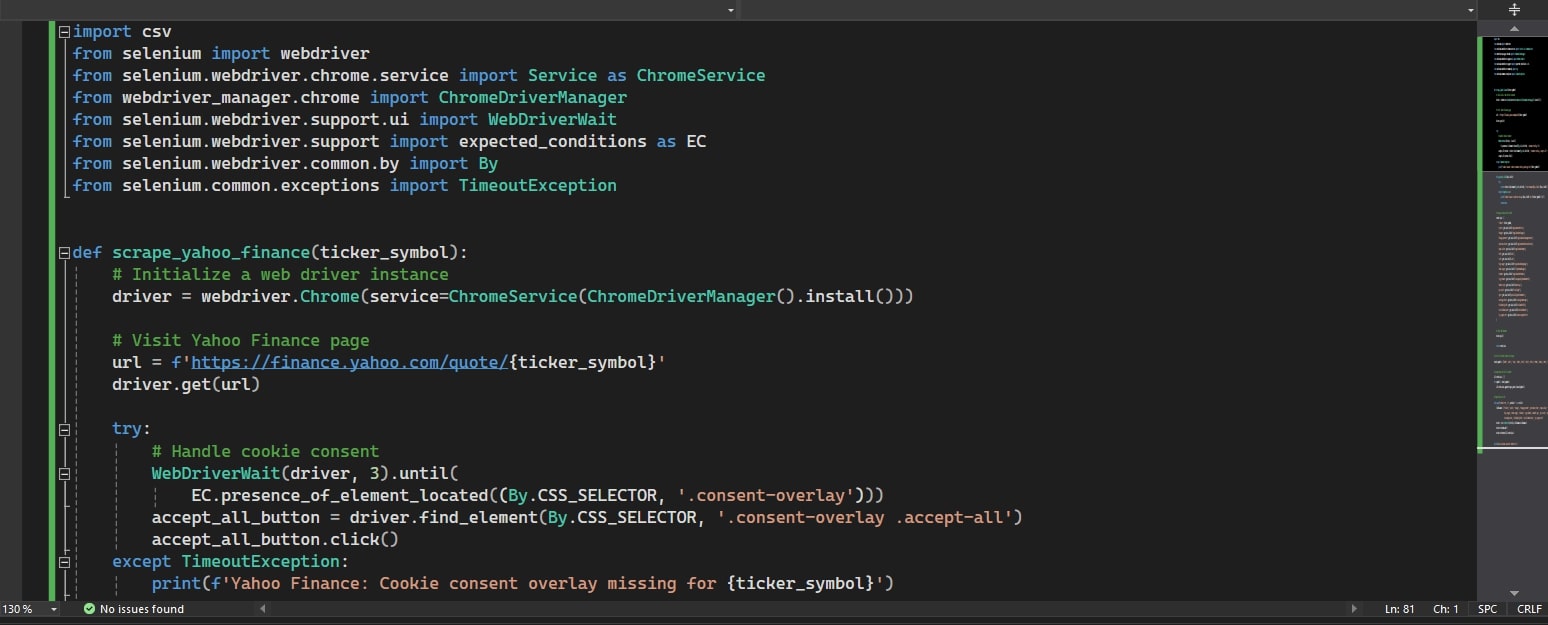 import csv
from selenium import webdriver
from selenium.webdriver.chrome.service import Service as ChromeService
from webdriver_manager.chrome import ChromeDriverManager
from selenium.webdriver.support.ui import WebDriverWait
from selenium.webdriver.support import expected_conditions as EC
from selenium.webdriver.common.by import By
from selenium.common.exceptions import TimeoutException
def scrape_yahoo_finance(ticker_symbol):
# Initialize a web driver instance
driver = webdriver.Chrome(service=ChromeService(ChromeDriverManager().install()))
# Visit Yahoo Finance page
url = f'https://finance.yahoo.com/quote/{ticker_symbol}'
driver.get(url)
try:
# Handle cookie consent
WebDriverWait(driver, 3).until(
EC.presence_of_element_located((By.CSS_SELECTOR, '.consent-overlay')))
accept_all_button = driver.find_element(By.CSS_SELECTOR, '.consent-overlay .accept-all')
accept_all_button.click()
except TimeoutException:
print(f'Yahoo Finance: Cookie consent overlay missing for {ticker_symbol}')
130 % No issues found Ln: 81 Ch: 1 SPC CRLF